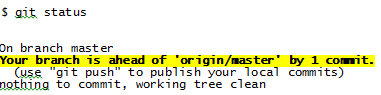 $ git status
On branch master
Your branch is ahead of 'origin/master' by 1 commit.
(use "git push" to publish your local commits)
nothing to commit, working tree clean